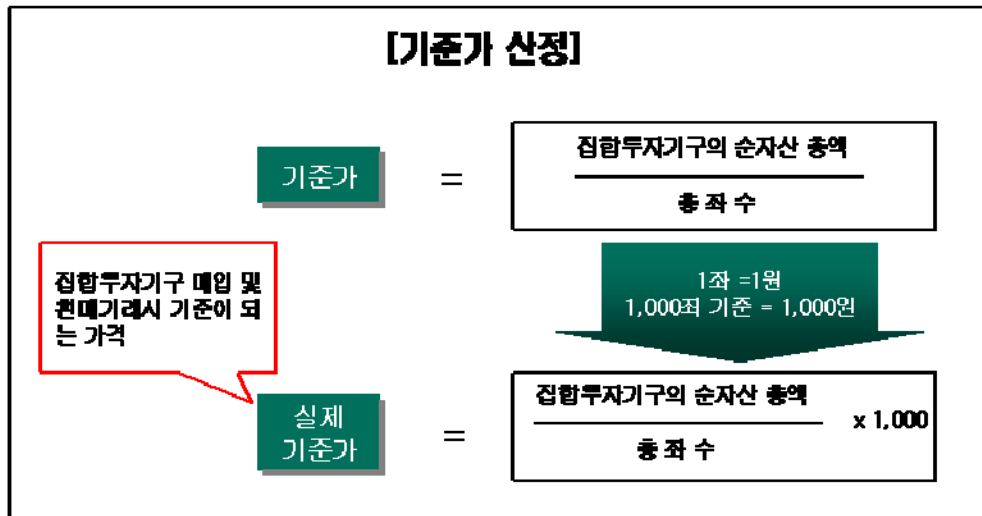 [기준가 산정]
기준가
=
집합투자기구의 순자산 총액
총 좌 수
집합투자기구 매입 및
환매거래시 기준이 되
는 가격
1좌 =1원
1,000좌 기준 = 1,000원
실제
기준가
=
집합투자기구의 순자산 총액
총 좌 수
x 1,000